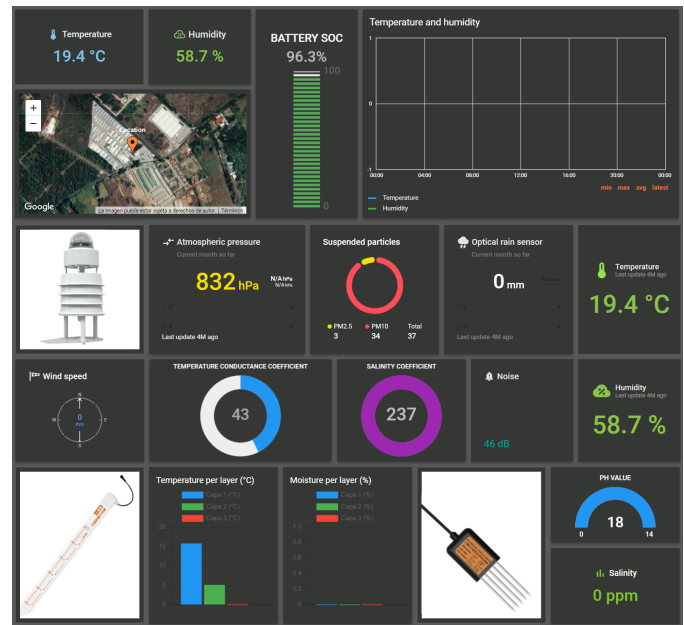 Temperature
19.4 °C
Humidity
58.7 %
BATTERY SOC
96.3%
100
0
Temperature and humidity
1
0
-1
00:00 04:00 08:00 12:00 16:00 20:00 00:00
min max avg latest
Temperature
Humidity
+
−
Location
Google
La imagen puede estar sujeta a derechos de autor. Términos
Atmospheric pressure
Current month so far
832 hPa
N/A hPa
N/A hPa
Last update 4M ago
Suspended particles
PM2.5 PM10 Total
3 34 37
Optical rain sensor
Current month so far
0 mm
Last update 4M ago
Temperature
Last update 4M ago
19.4 °C
Wind speed
N
W 0 E
m/s
S
TEMPERATURE CONDUCTANCE COEFFICIENT
43
SALINITY COEFFICIENT
237
Noise
46 dB
Humidity
Last update 4M ago
58.7 %
Temperature per layer (°C)
Capa 1 (°C)
Capa 2 (°C)
Capa 3 (°C)
20
15
10
5
0
Moisture per layer (%)
Capa 1 (%)
Capa 2 (%)
Capa 3 (%)
1.0
0.8
0.6
0.4
0.2
0
PH VALUE
18
0 14
Salinity
0 ppm